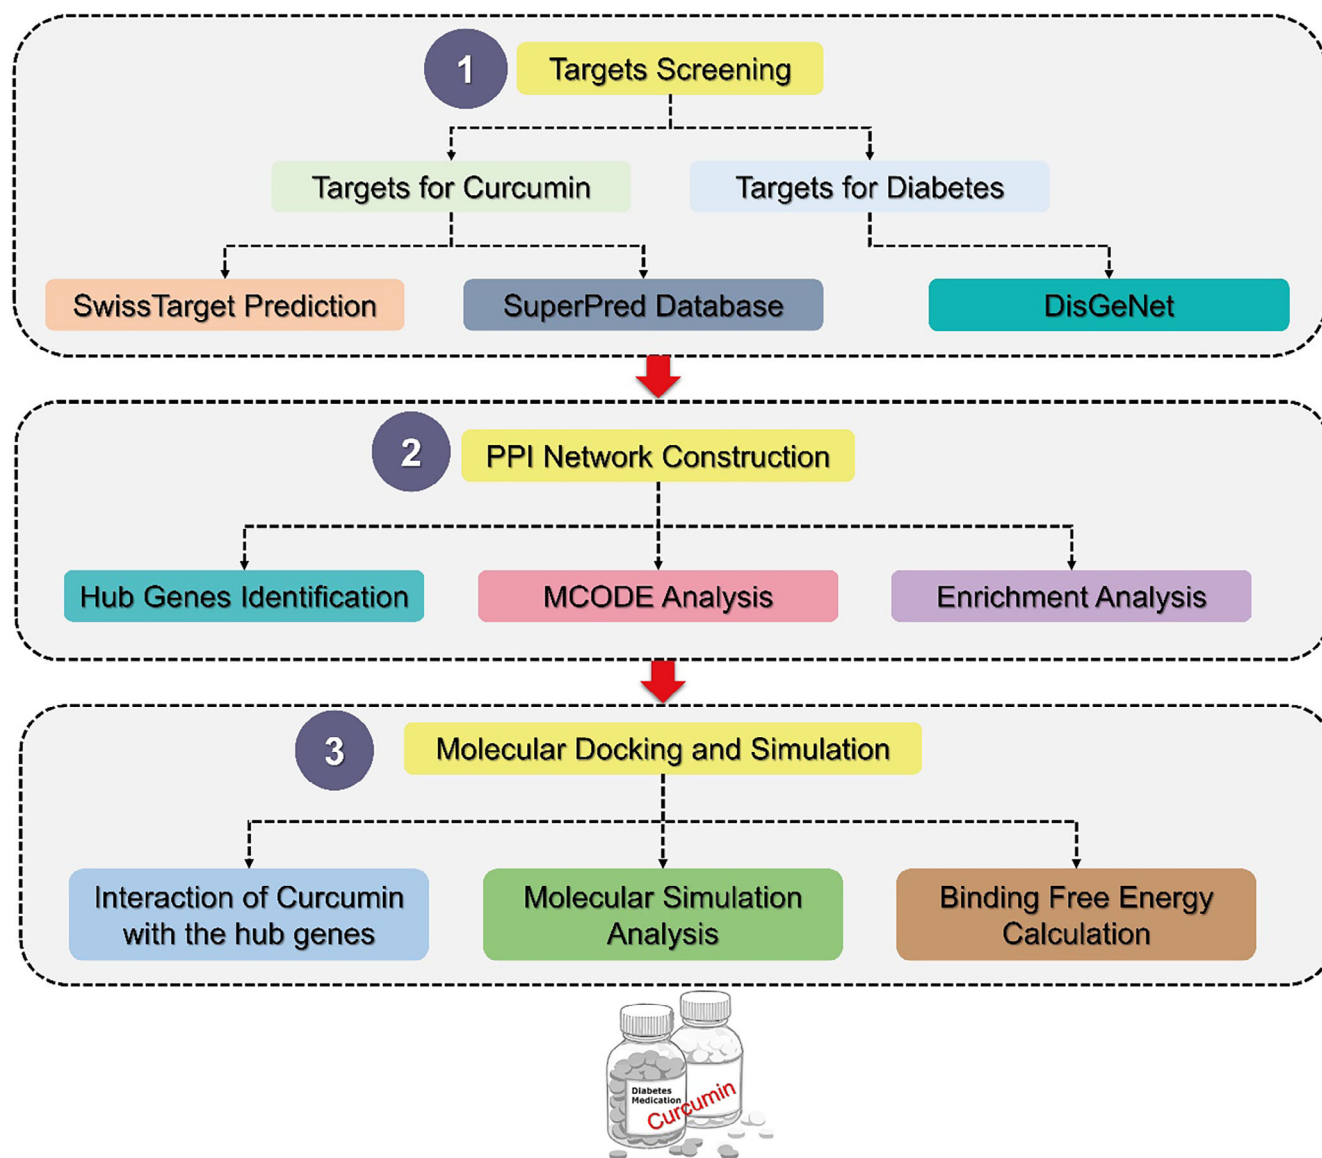 1
Targets Screening
Targets for Curcumin
Targets for Diabetes
SwissTarget Prediction
SuperPred Database
DisGeNet
2
PPI Network Construction
Hub Genes Identification
MCODE Analysis
Enrichment Analysis
3
Molecular Docking and Simulation
Interaction of Curcumin
with the hub genes
Molecular Simulation
Analysis
Binding Free Energy
Calculation
Diabetes
Medication
Curcumin